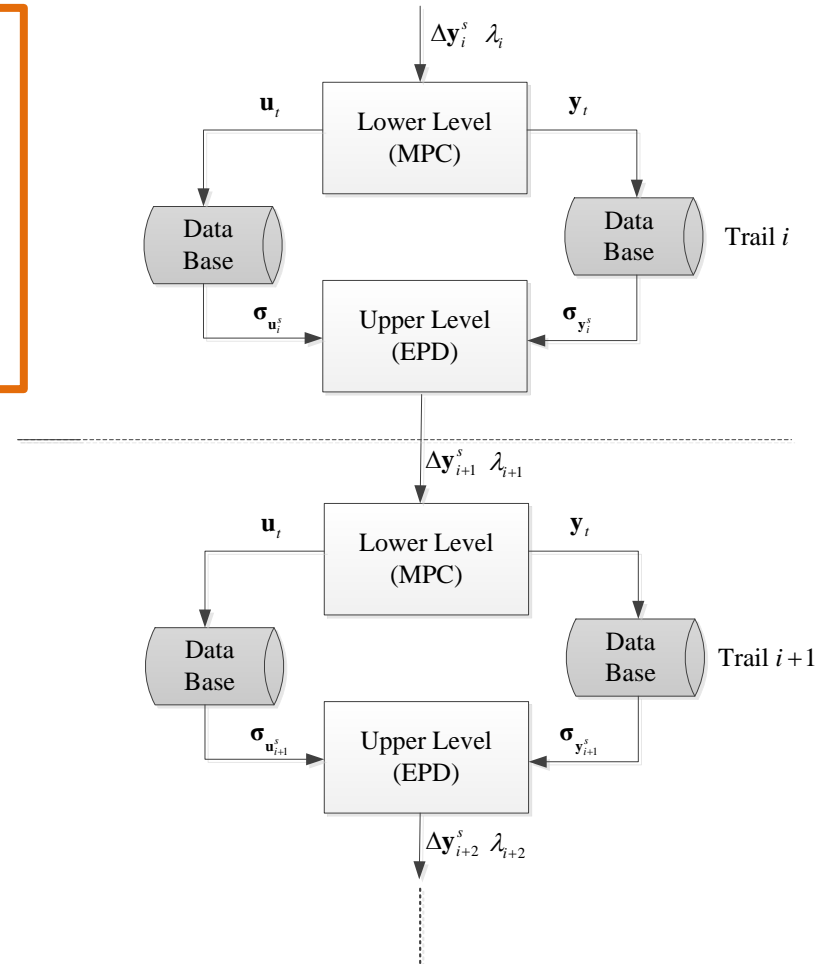 Δy_i^s λ_i
u_t
y_t
Lower Level
(MPC)
Data
Base
Data
Base
Trail i
σ_{u_i^s}
σ_{y_i^s}
Upper Level
(EPD)
Δy_{i+1}^s λ_{i+1}
u_t
y_t
Lower Level
(MPC)
Data
Base
Data
Base
Trail i+1
σ_{u_{i+1}^s}
σ_{y_{i+1}^s}
Upper Level
(EPD)
Δy_{i+2}^s λ_{i+2}